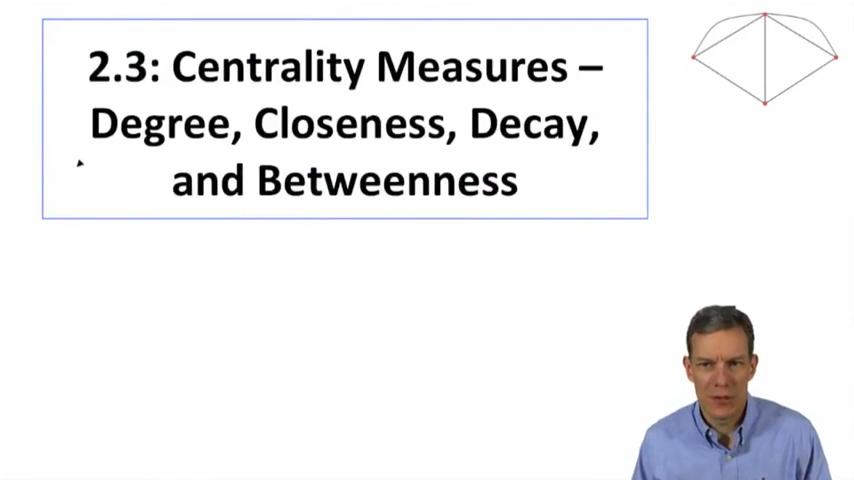 2.3: Centrality Measures –
Degree, Closeness, Decay,
and Betweenness